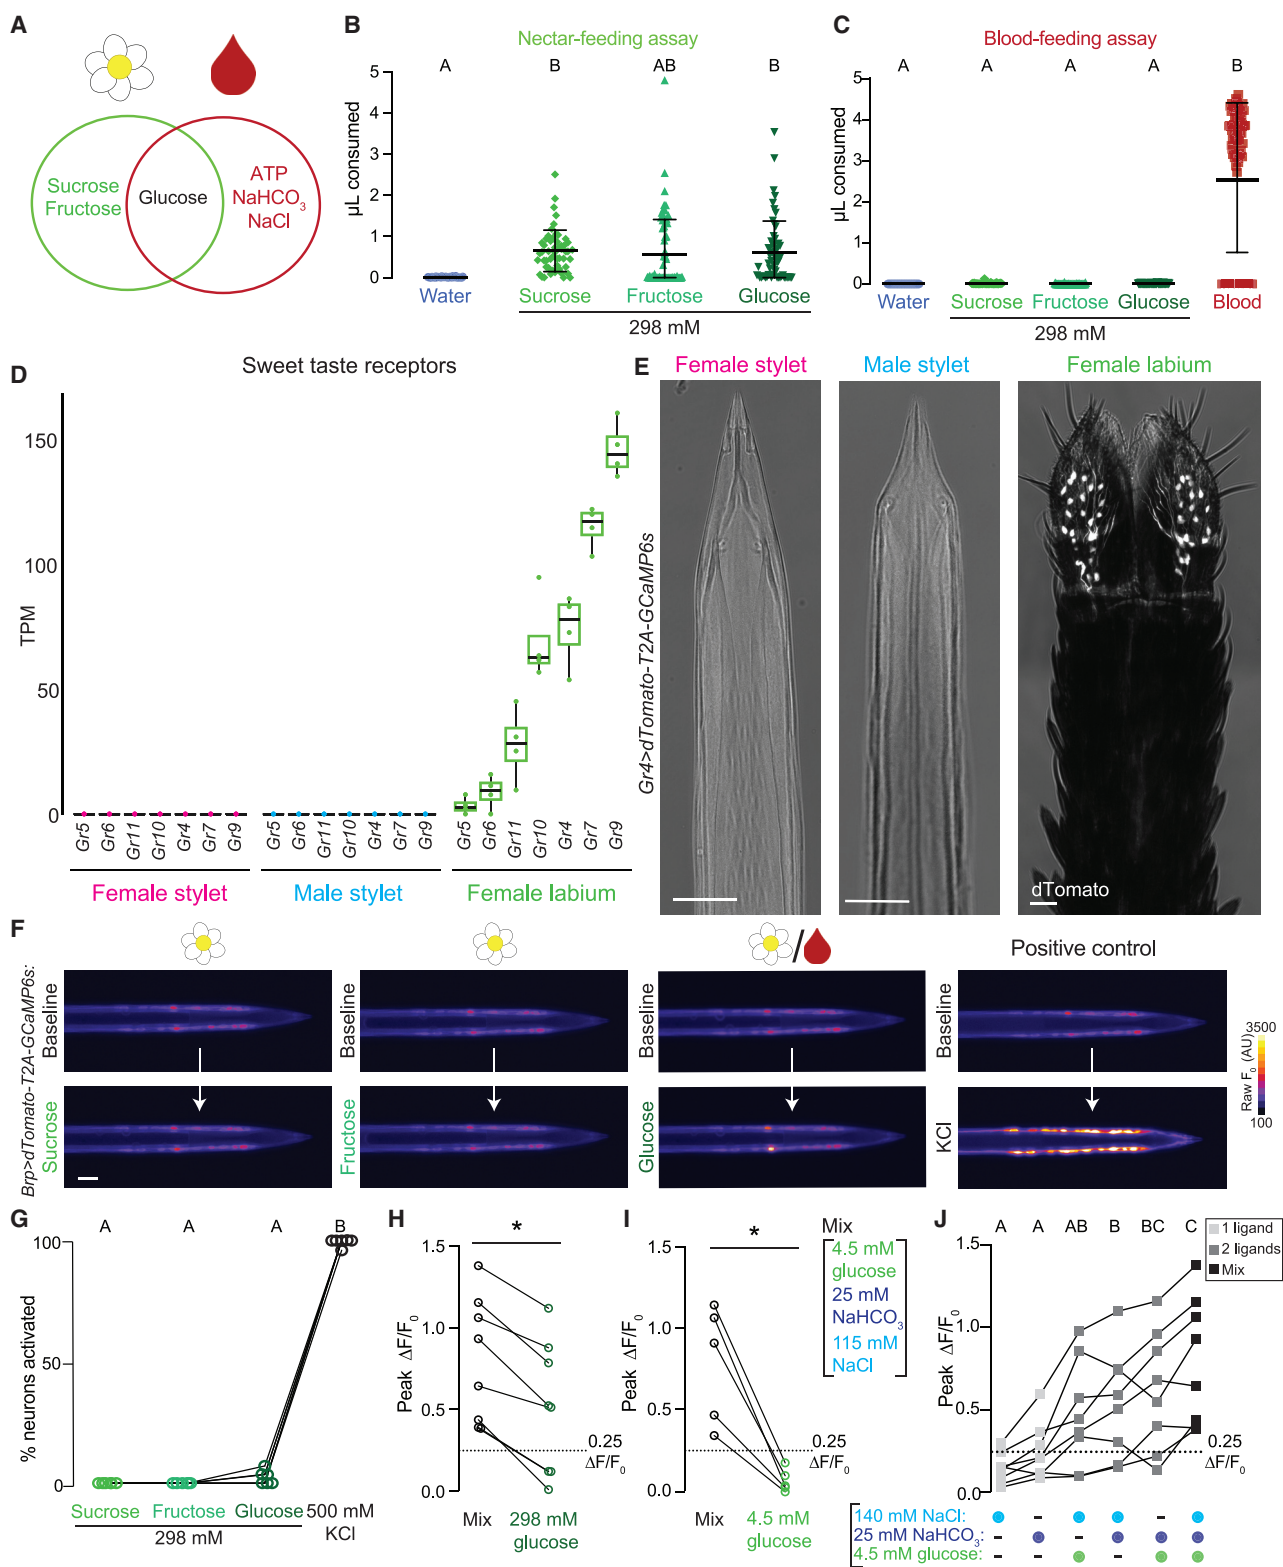 A
Sucrose
Fructose
Glucose
ATP
NaHCO3
NaCl
B
Nectar-feeding assay
A B AB B
µL consumed
5
4
3
2
1
0
Water Sucrose Fructose Glucose
298 mM
C
Blood-feeding assay
A A A A B
µL consumed
5
4
3
2
1
0
Water Sucrose Fructose Glucose Blood
298 mM
D
Sweet taste receptors
TPM
150
100
50
0
Gr5 Gr6 Gr11 Gr10 Gr4 Gr7 Gr9
Gr5 Gr6 Gr11 Gr10 Gr4 Gr7 Gr9
Gr5 Gr6 Gr11 Gr10 Gr4 Gr7 Gr9
Female stylet Male stylet Female labium
E
Female stylet Male stylet Female labium
Gr4>dTomato-T2A-GCaMP6s
dTomato
F
Positive control
Brp>dTomato-T2A-GCaMP6s:
Baseline Baseline Baseline Baseline
Sucrose Fructose Glucose KCl
3500
Raw F0 (AU)
100
G
A A A B
% neurons activated
100
50
0
Sucrose Fructose Glucose 500 mM
KCl
298 mM
H
*
Peak ΔF/F0
1.5
1.0
0.5
0.0
0.25
ΔF/F0
Mix 298 mM
glucose
I
*
Peak ΔF/F0
1.5
1.0
0.5
0.0
0.25
ΔF/F0
Mix 4.5 mM
glucose
Mix
4.5 mM
glucose
25 mM
NaHCO3
115 mM
NaCl
J
A A AB B BC C
1 ligand
2 ligands
Mix
Peak ΔF/F0
1.5
1.0
0.5
0.0
0.25
ΔF/F0
140 mM NaCl: - - -
25 mM NaHCO3: - -
4.5 mM glucose: - - -